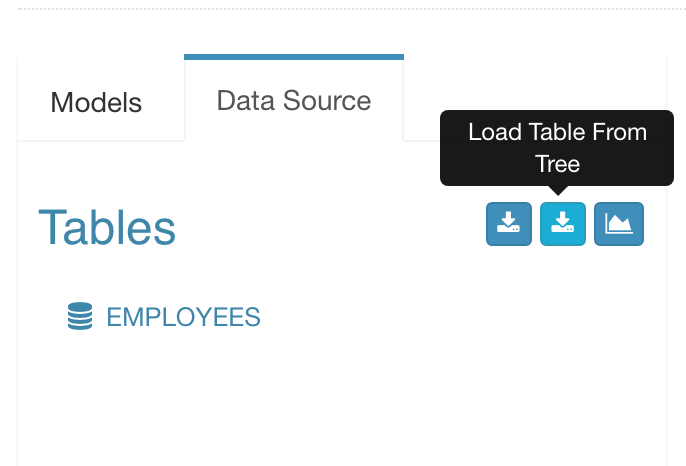 Models
Data Source
Load Table From
Tree
Tables
EMPLOYEES